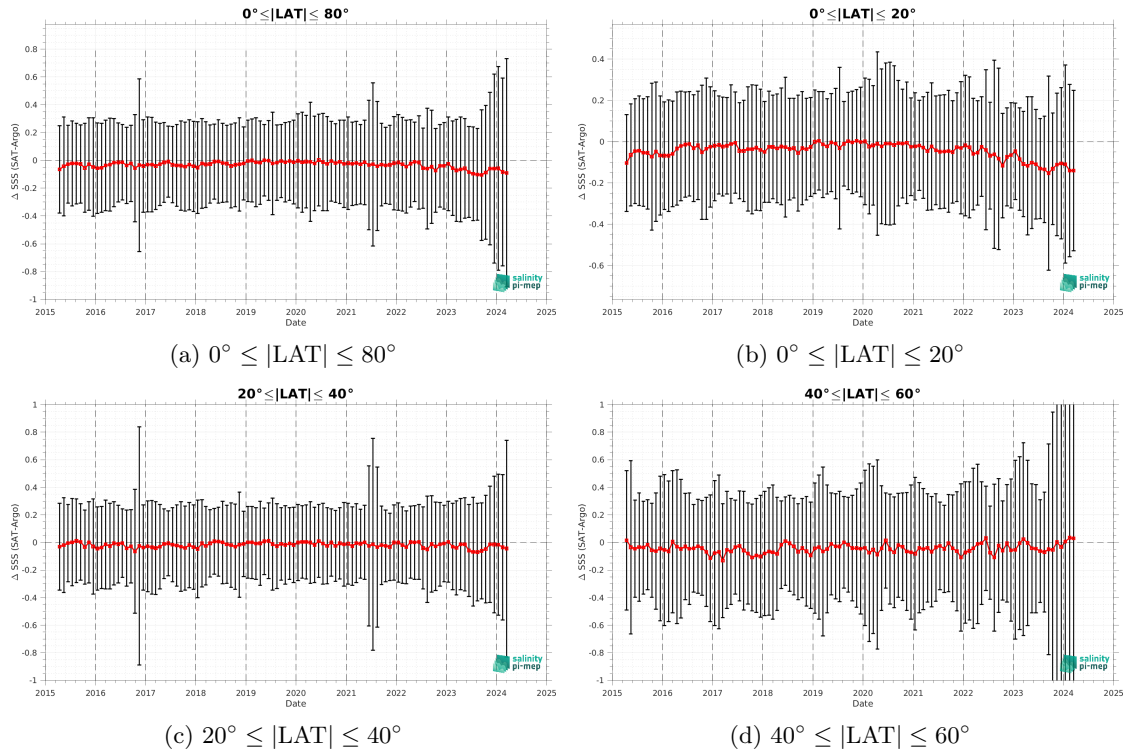 0°≤|LAT|≤ 80°
0.8
0.6
0.4
0.2
0
-0.2
-0.4
-0.6
-0.8
-1
Δ SSS (SAT-Argo)
2015 2016 2017 2018 2019 2020 2021 2022 2023 2024 2025
Date
salinity
pi-mep
(a) 0° ≤ |LAT| ≤ 80°
0°≤|LAT|≤ 20°
0.4
0.2
0
-0.2
-0.4
-0.6
Δ SSS (SAT-Argo)
2015 2016 2017 2018 2019 2020 2021 2022 2023 2024 2025
Date
salinity
pi-mep
(b) 0° ≤ |LAT| ≤ 20°
20°≤|LAT|≤ 40°
1
0.8
0.6
0.4
0.2
0
-0.2
-0.4
-0.6
-0.8
-1
Δ SSS (SAT-Argo)
2015 2016 2017 2018 2019 2020 2021 2022 2023 2024 2025
Date
salinity
pi-mep
(c) 20° ≤ |LAT| ≤ 40°
40°≤|LAT|≤ 60°
1
0.8
0.6
0.4
0.2
0
-0.2
-0.4
-0.6
-0.8
-1
Δ SSS (SAT-Argo)
2015 2016 2017 2018 2019 2020 2021 2022 2023 2024 2025
Date
salinity
pi-mep
(d) 40° ≤ |LAT| ≤ 60°